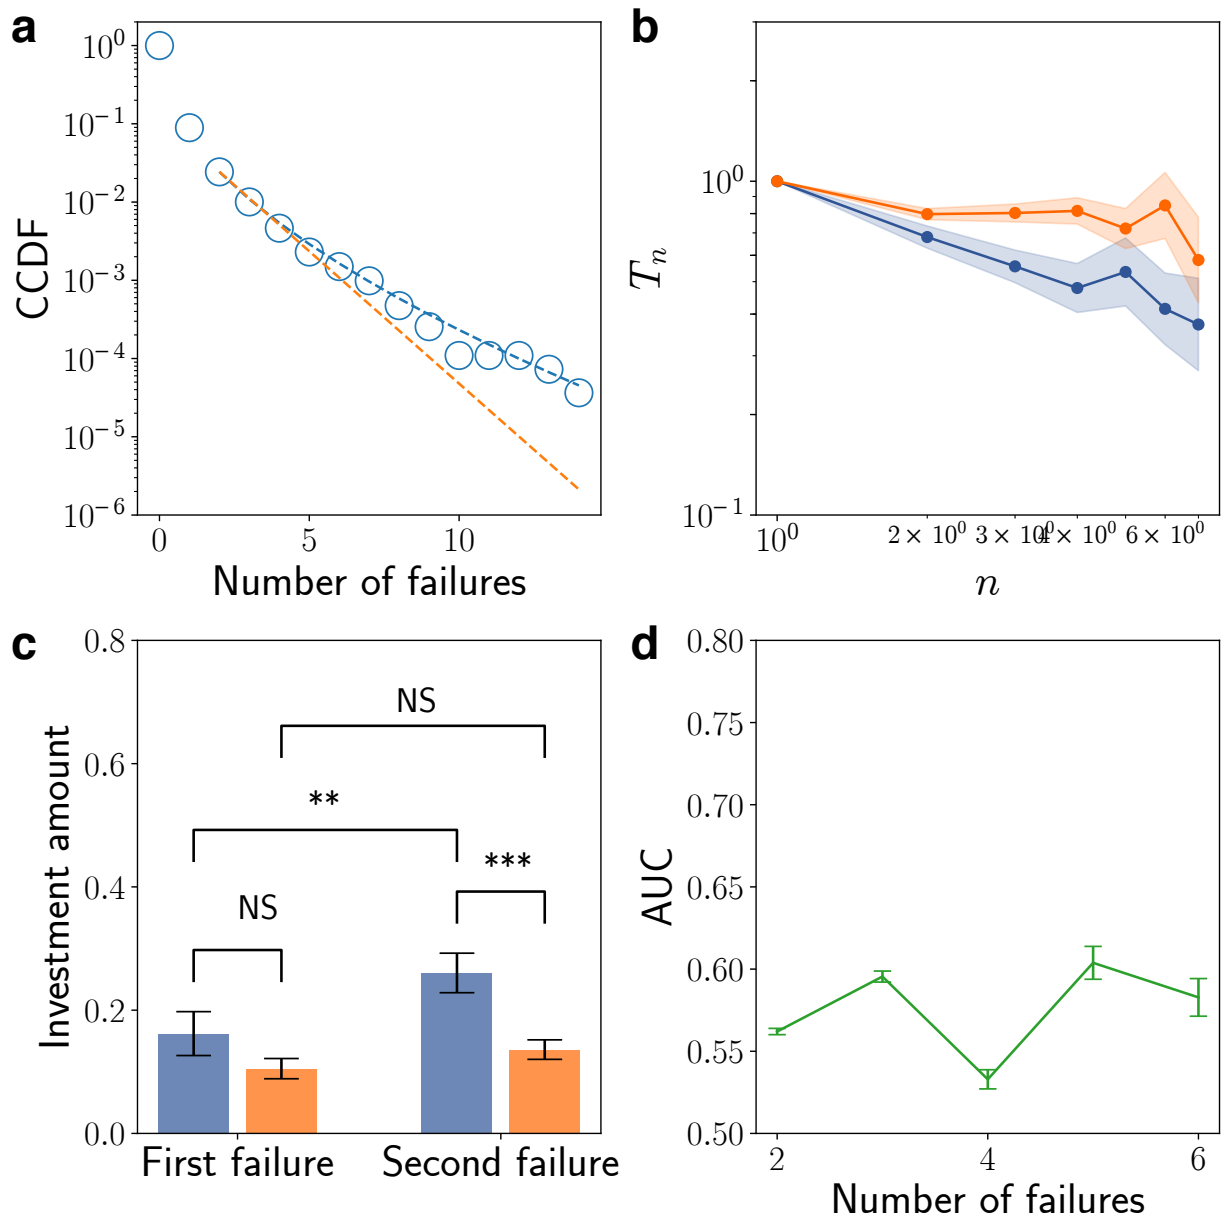 a
CCDF
10^0
10^-1
10^-2
10^-3
10^-4
10^-5
10^-6
0 5 10
Number of failures
b
T_n
10^0
10^-1
10^0 2 × 10^0 3 × 10^0 4 × 10^0 6 × 10^0
n
c
Investment amount
0.8
0.6
0.4
0.2
0.0
NS
**
***
NS
First failure Second failure
d
AUC
0.80
0.75
0.70
0.65
0.60
0.55
0.50
2 4 6
Number of failures